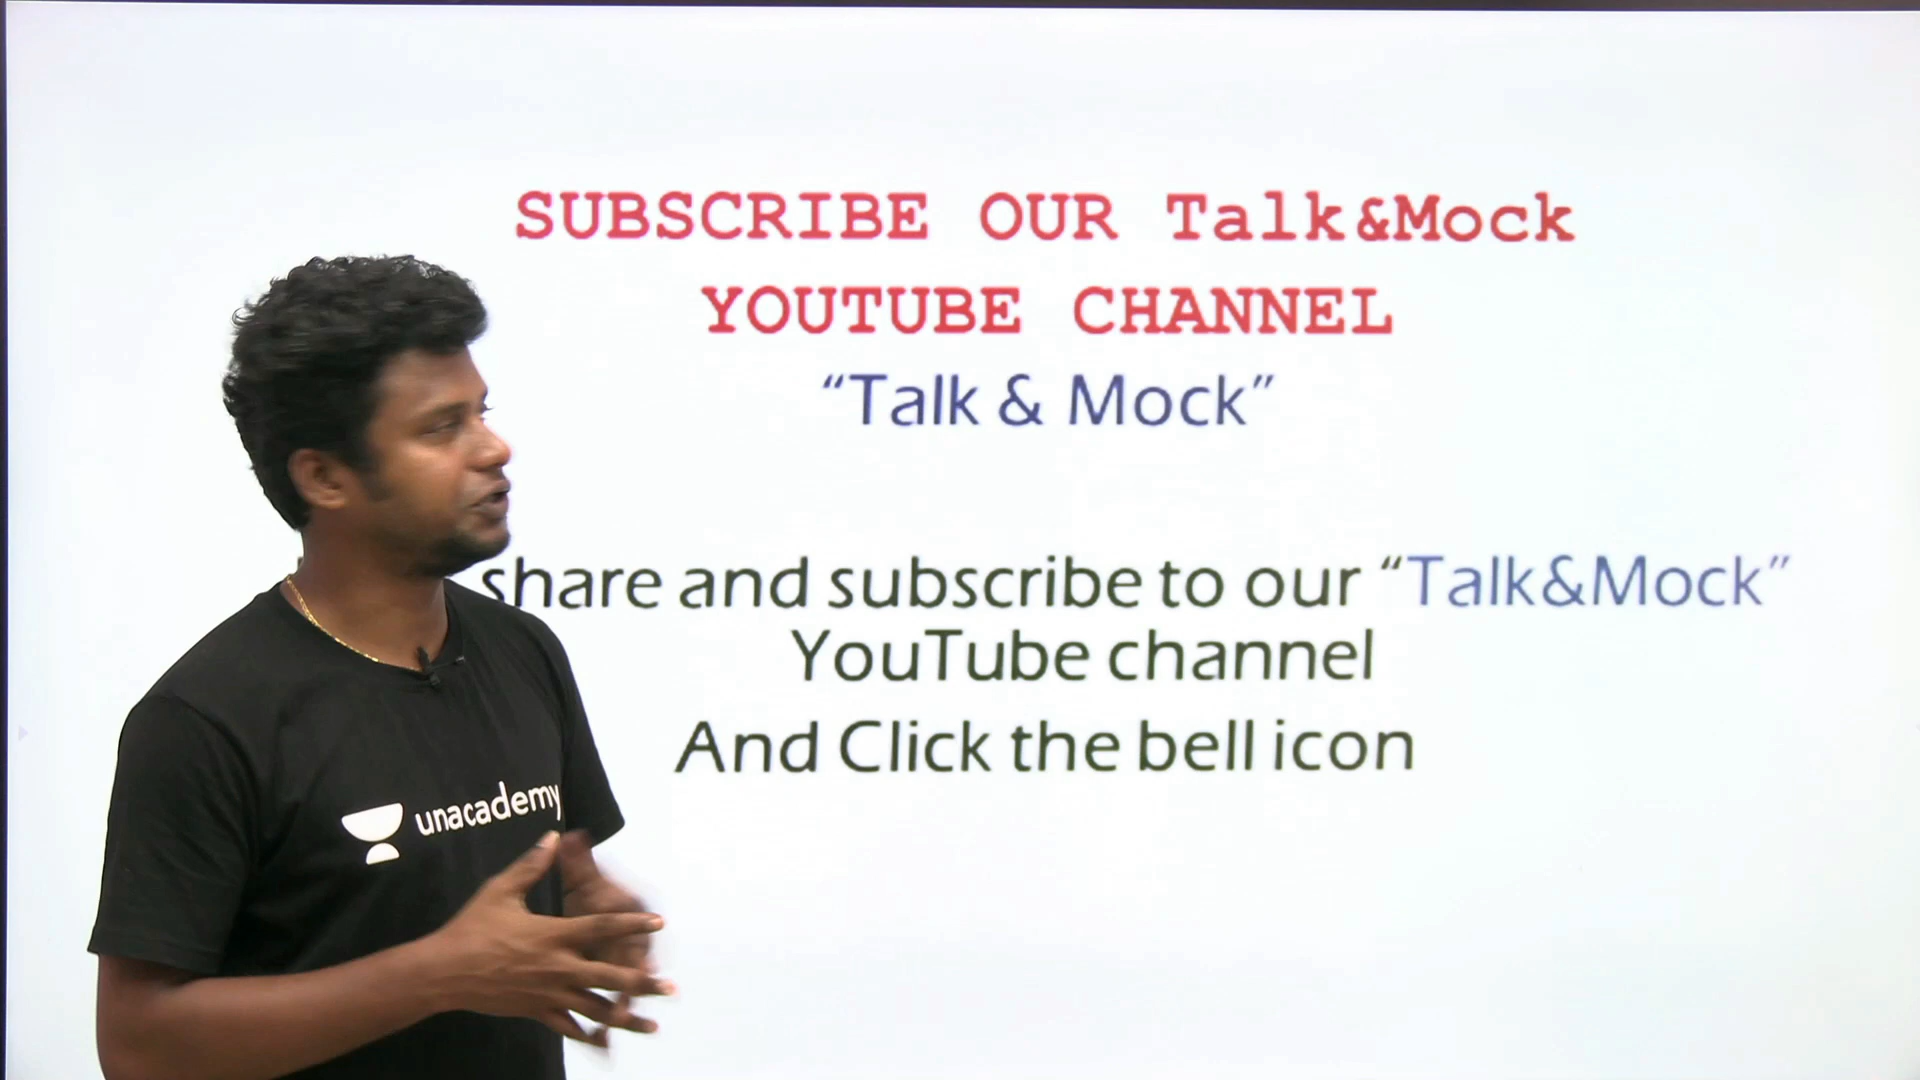 SUBSCRIBE OUR Talk&Mock
YOUTUBE CHANNEL
“Talk & Mock”
share and subscribe to our “Talk&Mock”
YouTube channel
And Click the bell icon
unacademy